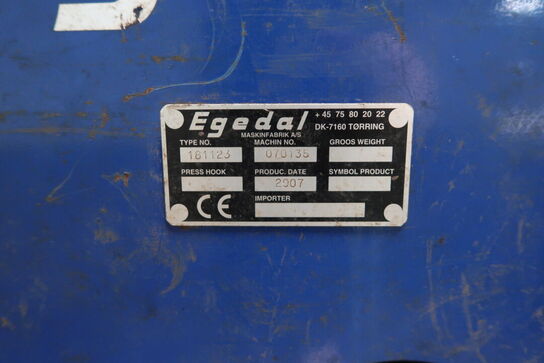 Egedal + 45 75 80 20 22
MASKINFABRIK A/S DK-7160 TØRRING
TYPE NO. MACHIN NO. GROOS WEIGHT
181123 070135
PRESS HOOK PRODUC. DATE SYMBOL PRODUCT
2007
CE IMPORTER